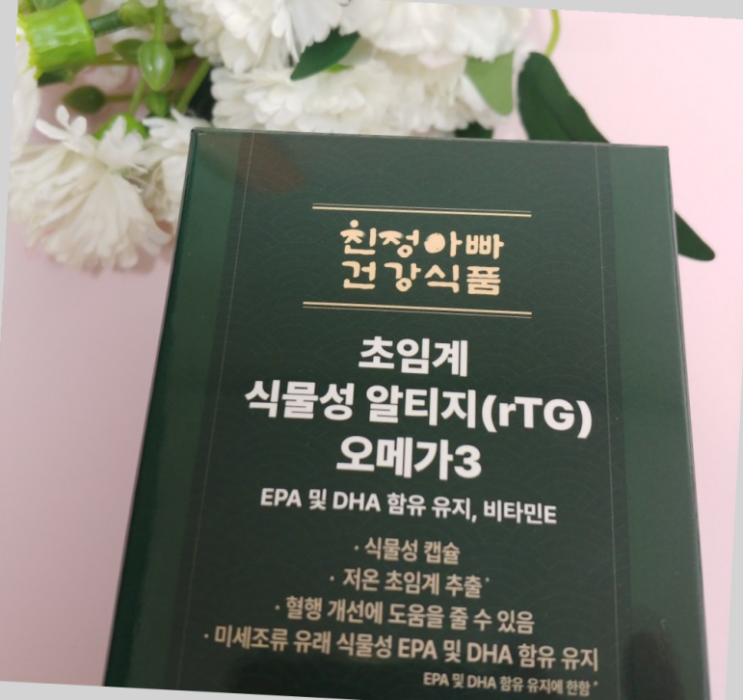 친정아빠
건강식품
초임계
식물성 알티지(rTG)
오메가3
EPA 및 DHA 함유 유지, 비타민E
· 식물성 캡슐
· 저온 초임계 추출*
· 혈행 개선에 도움을 줄 수 있음
· 미세조류 유래 식물성 EPA 및 DHA 함유 유지
EPA 및 DHA 함유 유지에 한함*